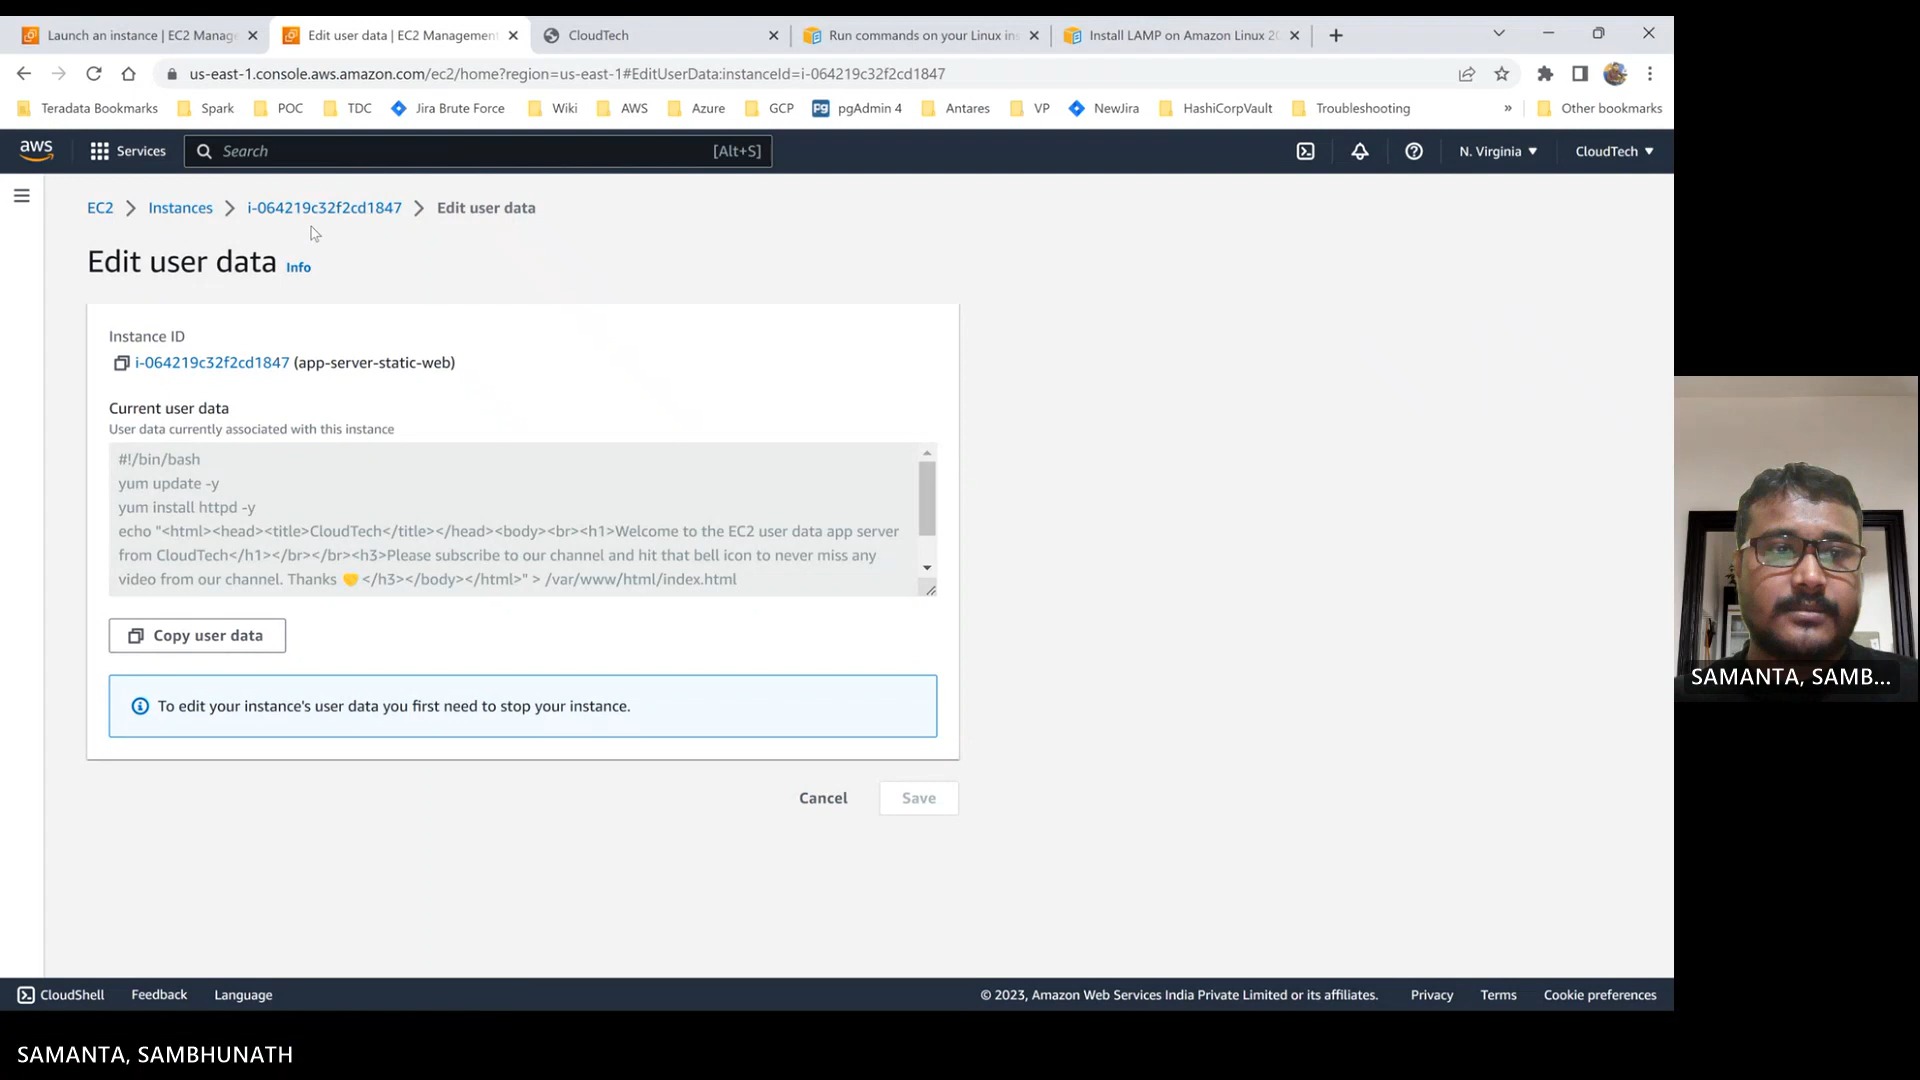 Launch an instance | EC2 Manag
Edit user data | EC2 Management
CloudTech
Run commands on your Linux in
Install LAMP on Amazon Linux 20
us-east-1.console.aws.amazon.com/ec2/home?region=us-east-1#EditUserData:instanceId=i-064219c32f2cd1847
Teradata Bookmarks
Spark
POC
TDC
Jira Brute Force
Wiki
AWS
Azure
GCP
Pg pgAdmin 4
Antares
VP
NewJira
HashiCorpVault
Troubleshooting
»
Other bookmarks
aws
Services
Search
[Alt+S]
N. Virginia
CloudTech
EC2
Instances
i-064219c32f2cd1847
Edit user data
Edit user data Info
Instance ID
i-064219c32f2cd1847 (app-server-static-web)
Current user data
User data currently associated with this instance
#!/bin/bash
yum update -y
yum install httpd -y
echo "<html><head><title>CloudTech</title></head><body><br><h1>Welcome to the EC2 user data app server
from CloudTech</h1></br></br><h3>Please subscribe to our channel and hit that bell icon to never miss any
video from our channel. Thanks 🤝</h3></body></html>" > /var/www/html/index.html
Copy user data
To edit your instance's user data you first need to stop your instance.
Cancel
Save
SAMANTA, SAMB...
CloudShell
Feedback
Language
© 2023, Amazon Web Services India Private Limited or its affiliates.
Privacy
Terms
Cookie preferences
SAMANTA, SAMBHUNATH